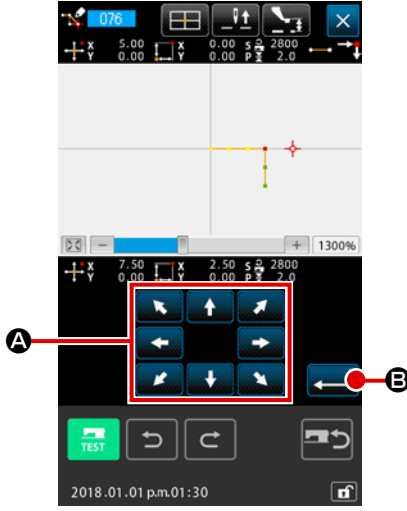 076
X 5.00 X 0.00 S 2800
Y 0.00 Y 0.00 P 2.0
1300%
X 7.50 X 2.50 S 2800
Y 0.00 Y 0.00 P 2.0
A
B
TEST
2018.01.01 p.m.01:30